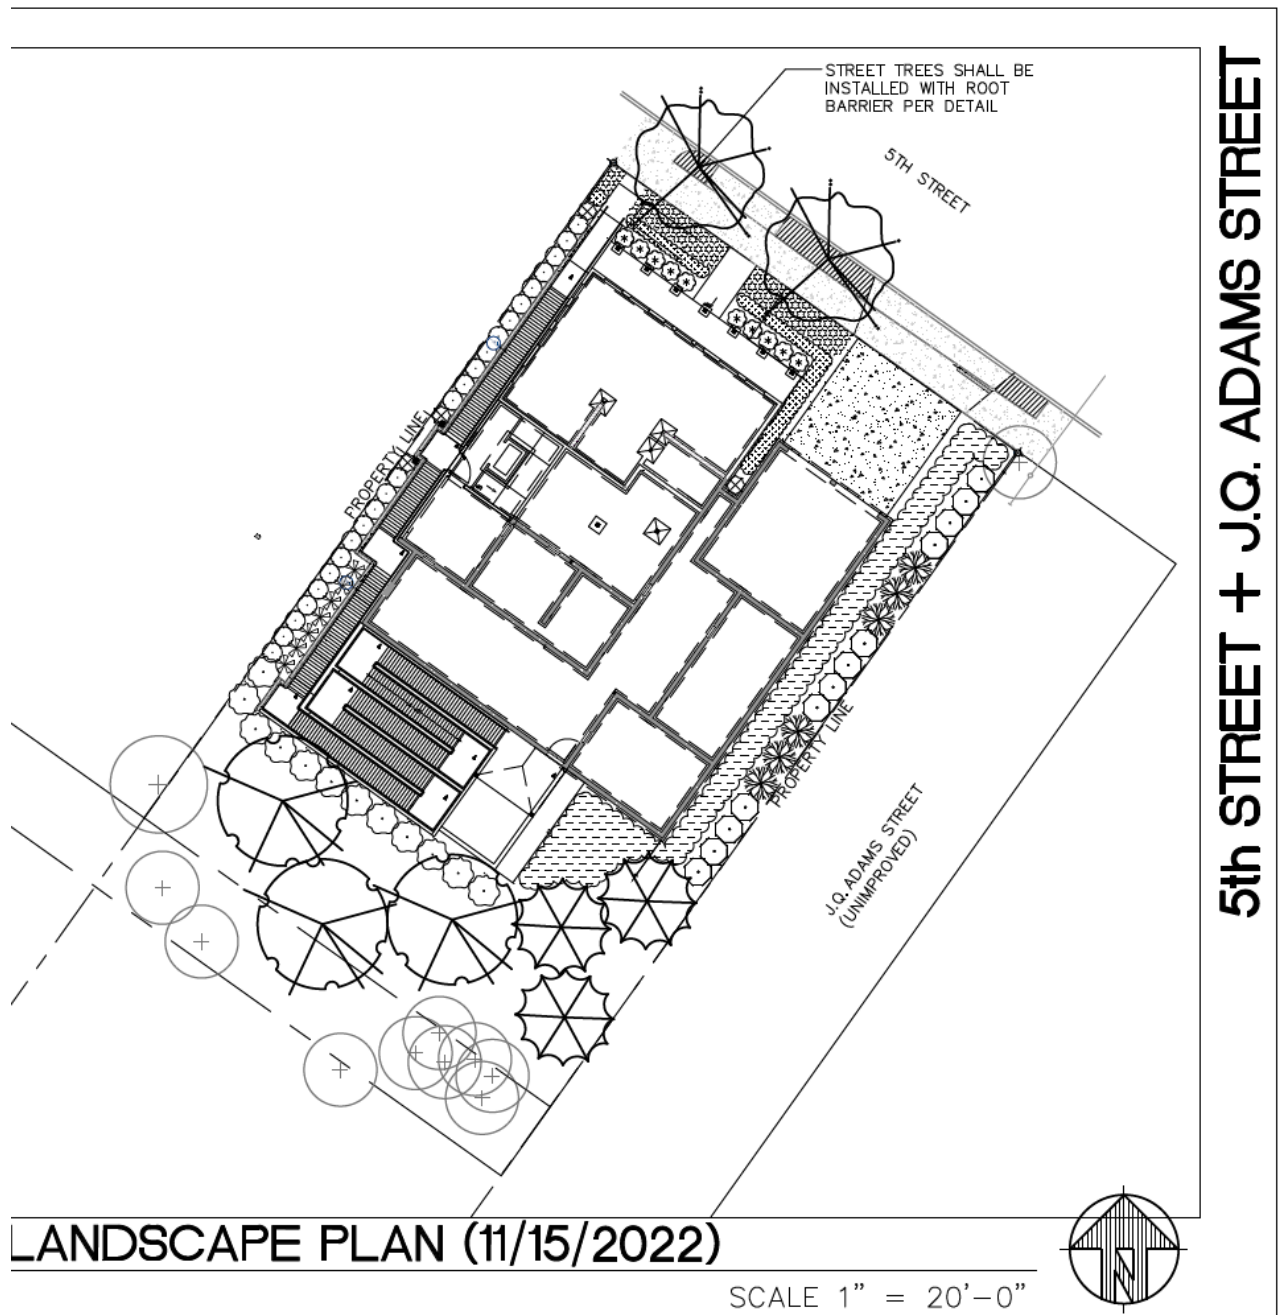 STREET TREES SHALL BE
INSTALLED WITH ROOT
BARRIER PER DETAIL
5TH STREET
PROPERTY LINE
PROPERTY LINE
J.Q. ADAMS STREET
(UNIMPROVED)
5th STREET + J.Q. ADAMS STREET
LANDSCAPE PLAN (11/15/2022)
N
SCALE 1" = 20'-0"